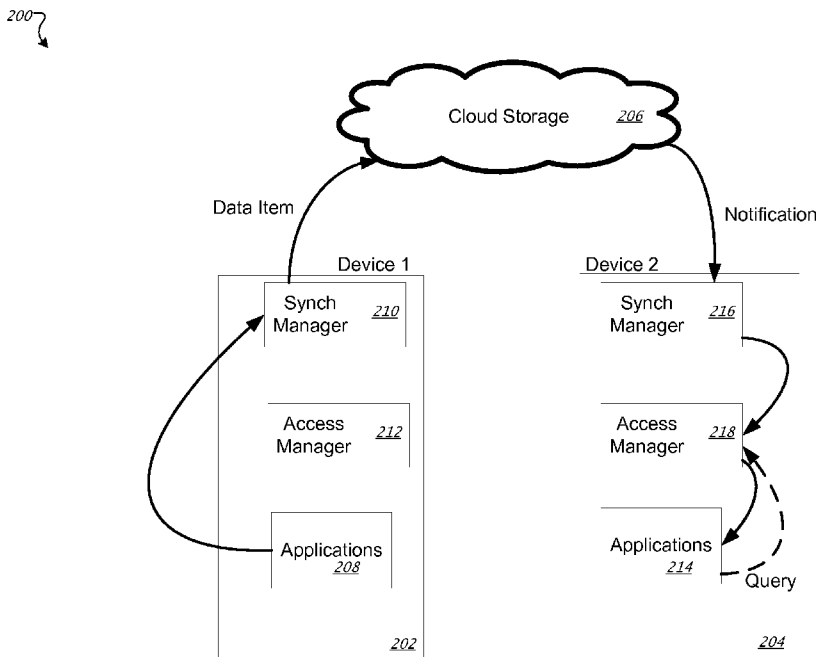 200
Cloud Storage 206
Data Item
Notification
Device 1
Device 2
Synch
Manager 210
Synch
Manager 216
Access
Manager 212
Access
Manager 218
Applications
208
Applications
214
Query
202
204